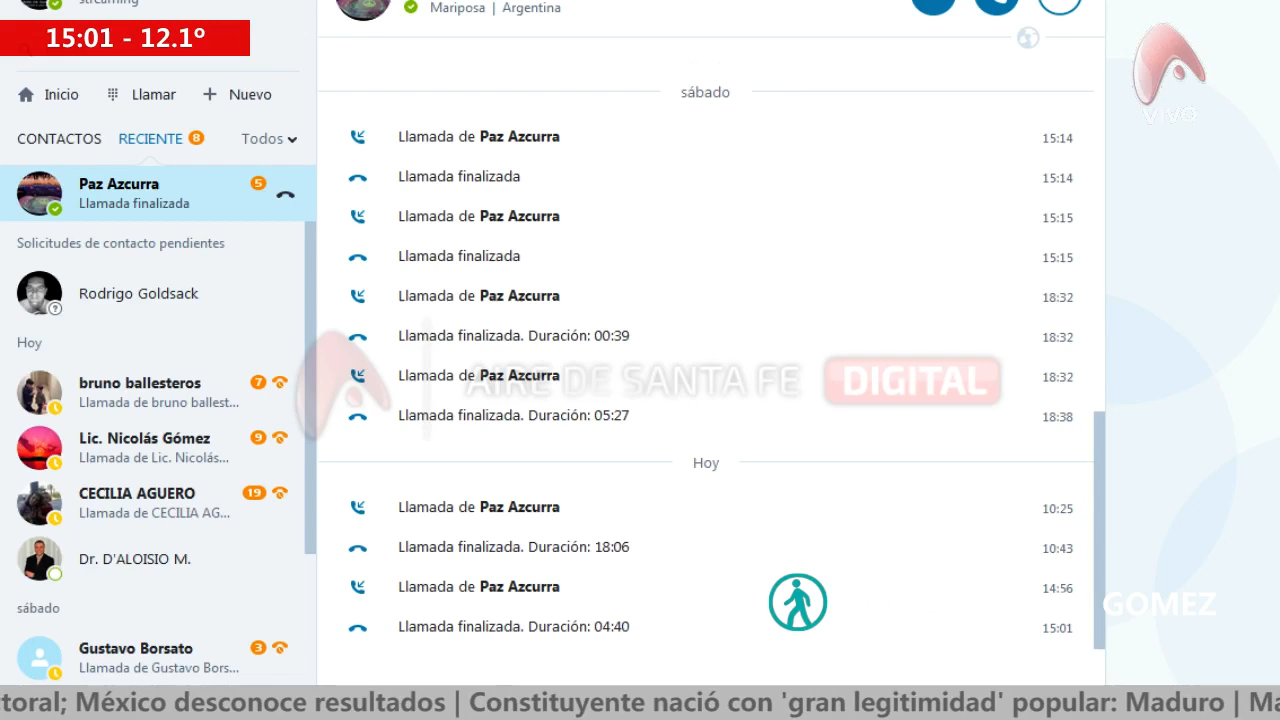 streaming
15:01 - 12.1º
Inicio
Llamar
Nuevo
CONTACTOS
RECIENTE 8
Todos
Paz Azcurra 5
Llamada finalizada
Solicitudes de contacto pendientes
Rodrigo Goldsack
Hoy
bruno ballesteros 7
Llamada de bruno ballest...
Lic. Nicolás Gómez 9
Llamada de Lic. Nicolás...
CECILIA AGUERO 19
Llamada de CECILIA AG...
Dr. D'ALOISIO M.
sábado
Gustavo Borsato 3
Llamada de Gustavo Bors...
Mariposa | Argentina
sábado
Llamada de Paz Azcurra 15:14
Llamada finalizada 15:14
Llamada de Paz Azcurra 15:15
Llamada finalizada 15:15
Llamada de Paz Azcurra 18:32
Llamada finalizada. Duración: 00:39 18:32
Llamada de Paz Azcurra 18:32
Llamada finalizada. Duración: 05:27 18:38
AIRE DE SANTA FE DIGITAL
Hoy
Llamada de Paz Azcurra 10:25
Llamada finalizada. Duración: 18:06 10:43
Llamada de Paz Azcurra 14:56
Llamada finalizada. Duración: 04:40 15:01
VIVO
GOMEZ
toral; México desconoce resultados | Constituyente nació con 'gran legitimidad' popular: Maduro | Ma